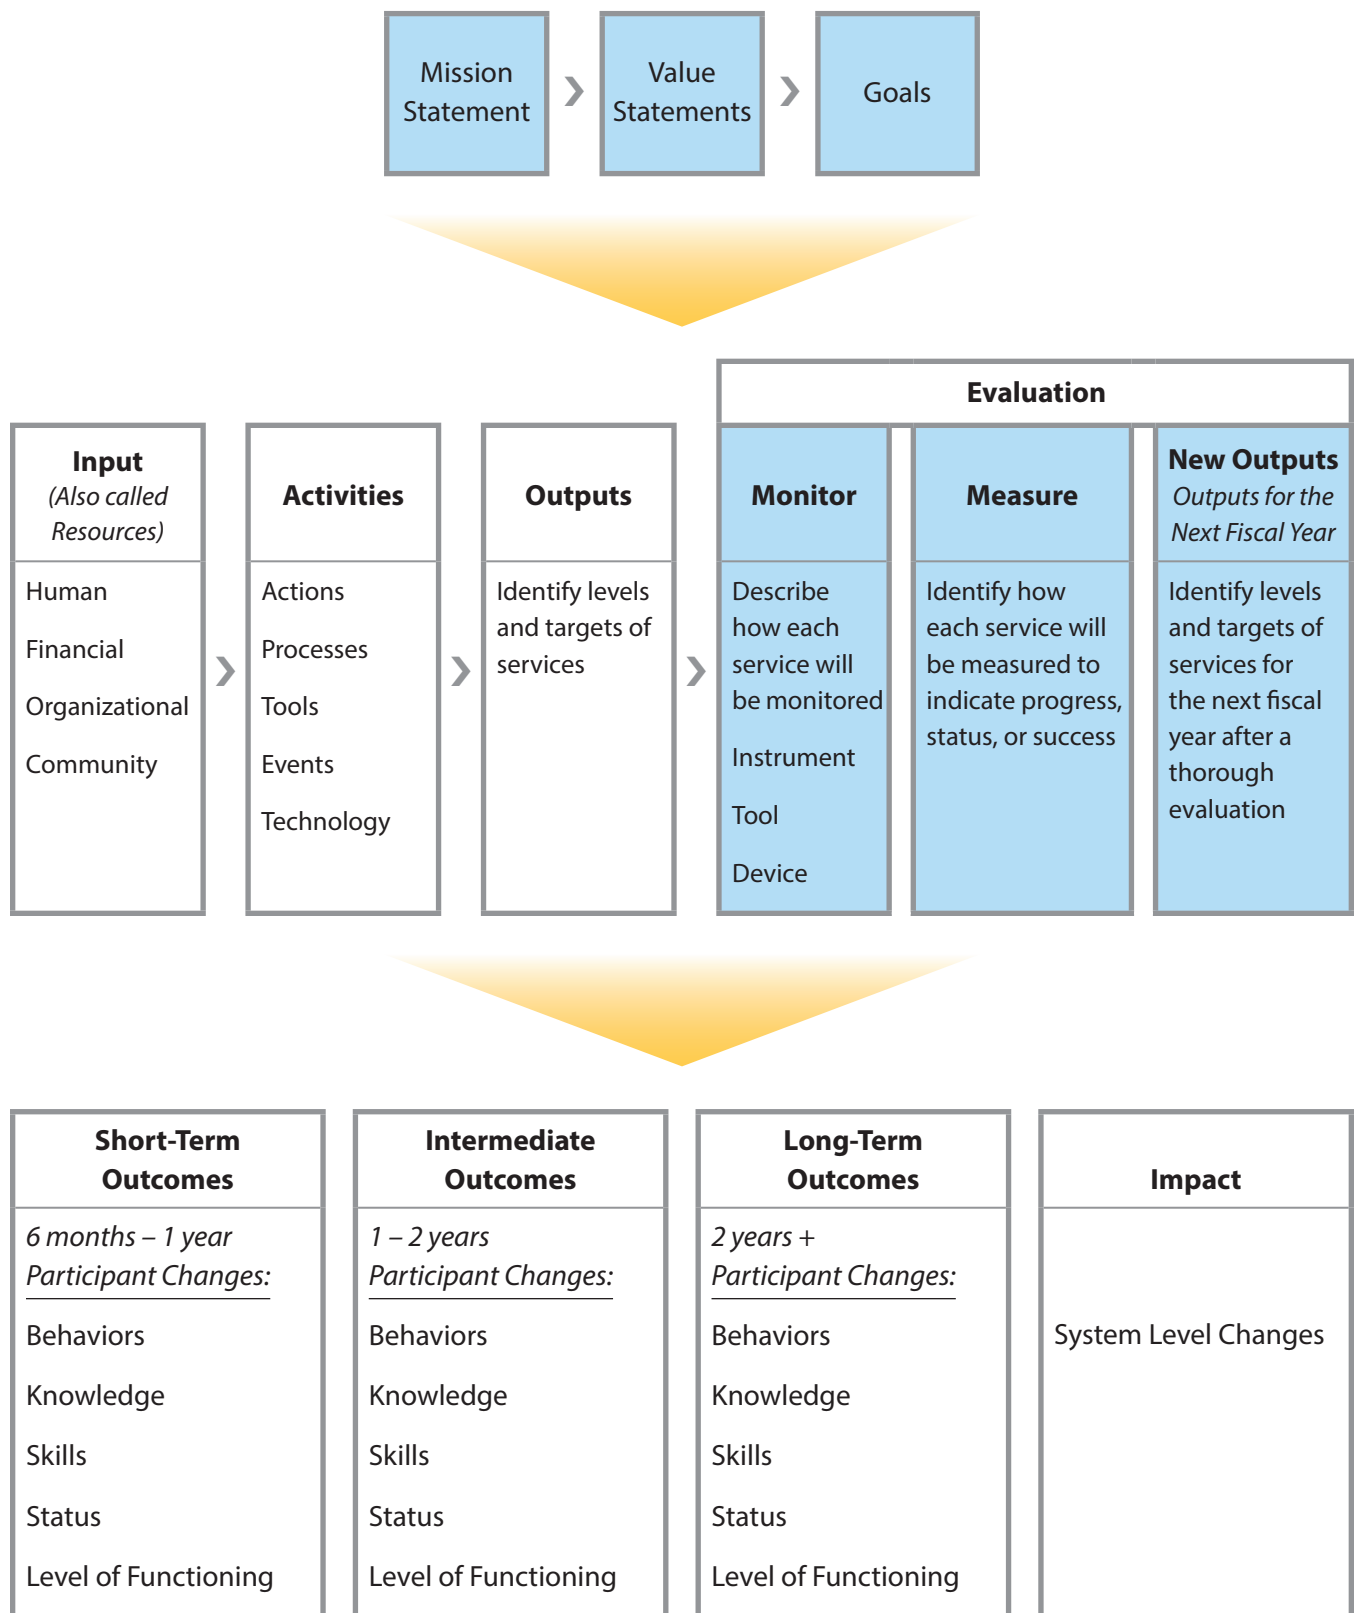 Mission
Statement
Value
Statements
Goals
Evaluation
Input
(Also called
Resources)
Human
Financial
Organizational
Community
Activities
Actions
Processes
Tools
Events
Technology
Outputs
Identify levels
and targets of
services
Monitor
Describe
how each
service will
be monitored
Instrument
Tool
Device
Measure
Identify how
each service will
be measured to
indicate progress,
status, or success
New Outputs
Outputs for the
Next Fiscal Year
Identify levels
and targets of
services for
the next fiscal
year after a
thorough
evaluation
Short-Term
Outcomes
6 months – 1 year
Participant Changes:
Behaviors
Knowledge
Skills
Status
Level of Functioning
Intermediate
Outcomes
1 – 2 years
Participant Changes:
Behaviors
Knowledge
Skills
Status
Level of Functioning
Long-Term
Outcomes
2 years +
Participant Changes:
Behaviors
Knowledge
Skills
Status
Level of Functioning
Impact
System Level Changes